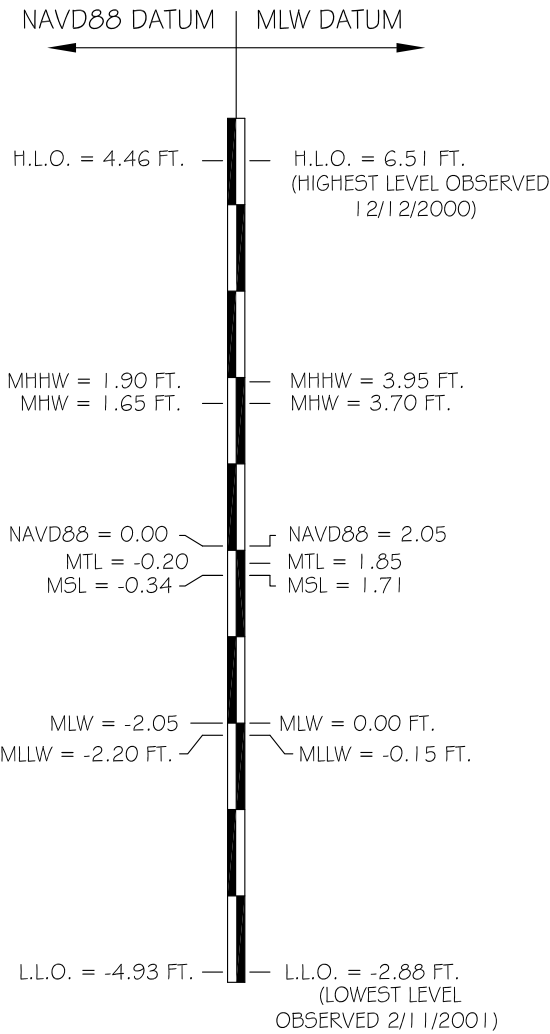 NAVD88 DATUM MLW DATUM
H.L.O. = 4.46 FT. H.L.O. = 6.51 FT.
(HIGHEST LEVEL OBSERVED
12/12/2000)
MHHW = 1.90 FT. MHHW = 3.95 FT.
MHW = 1.65 FT. MHW = 3.70 FT.
NAVD88 = 0.00 NAVD88 = 2.05
MTL = -0.20 MTL = 1.85
MSL = -0.34 MSL = 1.71
MLW = -2.05 MLW = 0.00 FT.
MLLW = -2.20 FT. MLLW = -0.15 FT.
L.L.O. = -4.93 FT. L.L.O. = -2.88 FT.
(LOWEST LEVEL
OBSERVED 2/11/2001)